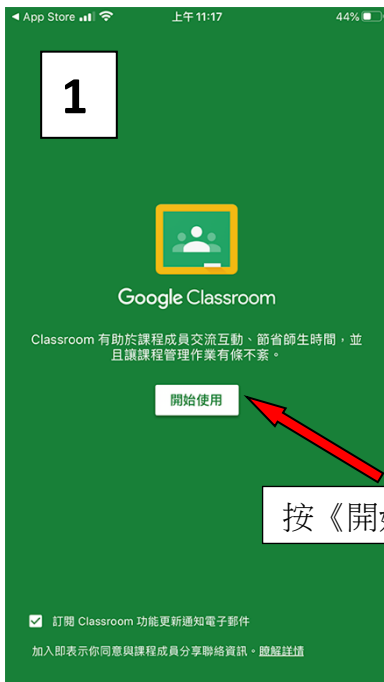 App Store
上午11:17
44%
1
Google Classroom
Classroom 有助於課程成員交流互動、節省師生時間，並
且讓課程管理作業有條不紊。
開始使用
按《開
訂閱 Classroom 功能更新通知電子郵件
加入即表示你同意與課程成員分享聯絡資訊。瞭解詳情